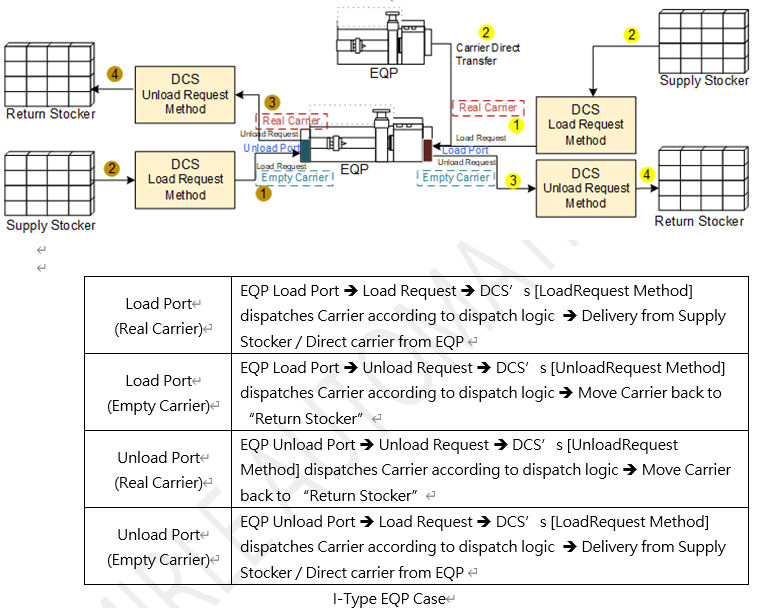 2
EQP
Carrier Direct
Transfer
2
Supply Stocker
4
Return Stocker
DCS
Unload Request
Method
3
Real Carrier
Unload Request
Unload Port
Real Carrier
1
Load Request
Load Port
DCS
Load Request
Method
2
Supply Stocker
DCS
Load Request
Method
Load Request
Empty Carrier
1
EQP
Unload Request
Empty Carrier
3
DCS
Unload Request
Method
4
Return Stocker
Load Port
(Real Carrier)
EQP Load Port ➔ Load Request ➔ DCS’s [LoadRequest Method]
dispatches Carrier according to dispatch logic ➔ Delivery from Supply
Stocker / Direct carrier from EQP
Load Port
(Empty Carrier)
EQP Load Port ➔ Unload Request ➔ DCS’s [UnloadRequest Method]
dispatches Carrier according to dispatch logic ➔ Move Carrier back to
“Return Stocker”
Unload Port
(Real Carrier)
EQP Unload Port ➔ Unload Request ➔ DCS’s [UnloadRequest
Method] dispatches Carrier according to dispatch logic ➔ Move Carrier
back to “Return Stocker”
Unload Port
(Empty Carrier)
EQP Unload Port ➔ Load Request ➔ DCS’s [LoadRequest Method]
dispatches Carrier according to dispatch logic ➔ Delivery from Supply
Stocker / Direct carrier from EQP
I-Type EQP Case